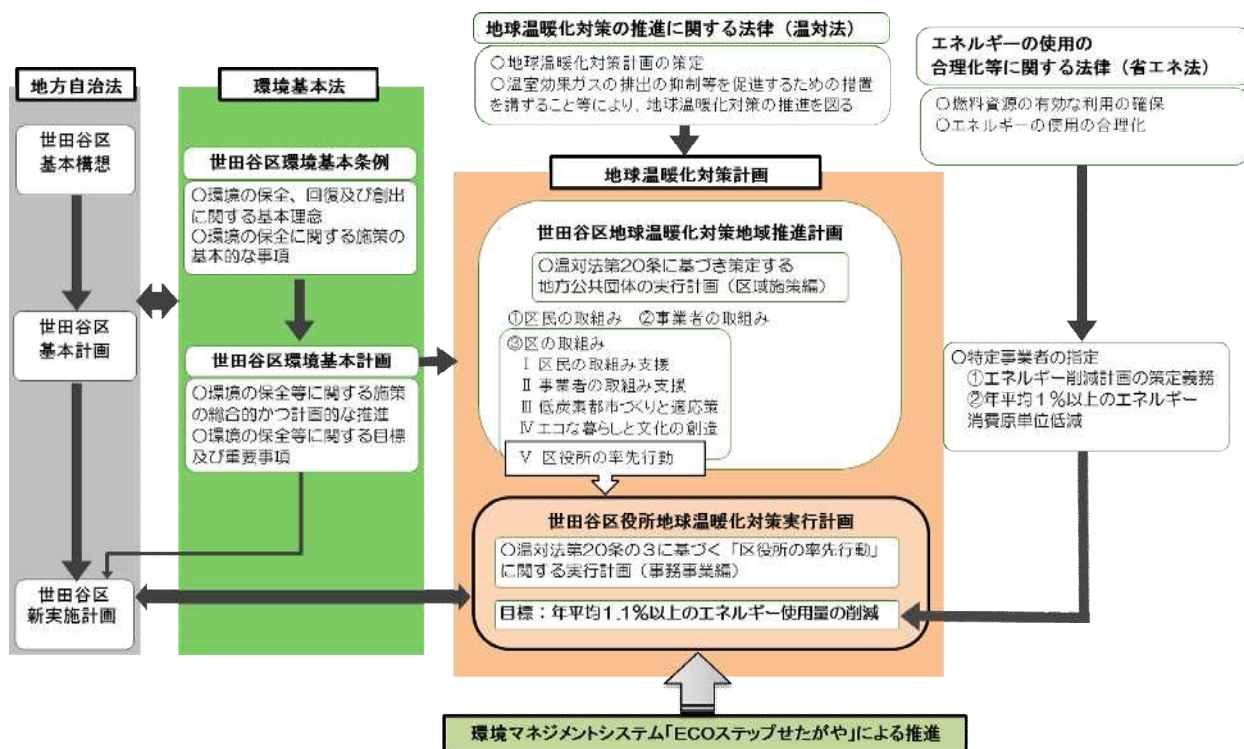 地球温暖化対策の推進に関する法律（温対法）
○地球温暖化対策計画の策定
○温室効果ガスの排出の抑制等を促進するための措置
を講ずること等により、地球温暖化対策の推進を図る
エネルギーの使用の
合理化等に関する法律（省エネ法）
○燃料資源の有効な利用の確保
○エネルギーの使用の合理化
地方自治法
世田谷区
基本構想
世田谷区
基本計画
世田谷区
新実施計画
環境基本法
世田谷区環境基本条例
○環境の保全、回復及び創出
に関する基本理念
○環境の保全に関する施策の
基本的な事項
世田谷区環境基本計画
○環境の保全等に関する施策
の総合的かつ計画的な推進
○環境の保全等に関する目標
及び重要事項
地球温暖化対策計画
世田谷区地球温暖化対策地域推進計画
○温対法第20条に基づき策定する
地方公共団体の実行計画（区域施策編）
①区民の取組み ②事業者の取組み
③区の取組み
Ⅰ 区民の取組み支援
Ⅱ 事業者の取組み支援
Ⅲ 低炭素都市づくりと適応策
Ⅳ エコな暮らしと文化の創造
Ⅴ 区役所の率先行動
世田谷区役所地球温暖化対策実行計画
○温対法第20条の3に基づく「区役所の率先行動」
に関する実行計画（事務事業編）
目標：年平均1.1％以上のエネルギー使用量の削減
○特定事業者の指定
①エネルギー削減計画の策定義務
②年平均1％以上のエネルギー
消費原単位低減
環境マネジメントシステム「ECOステップせたがや」による推進